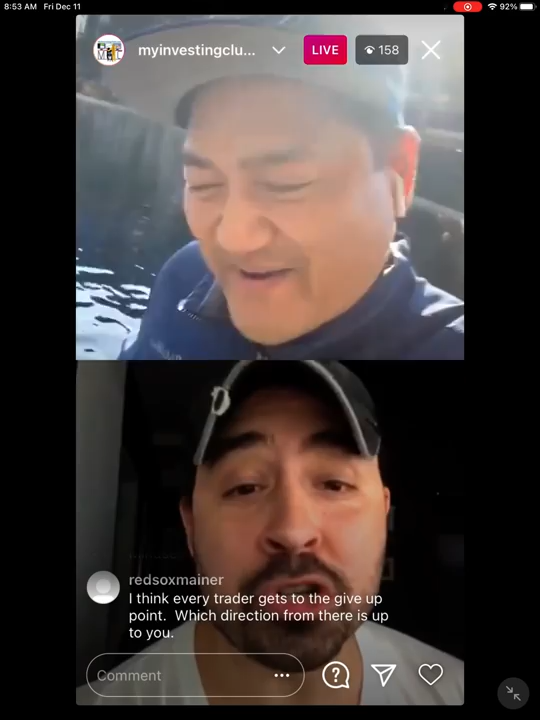 8:53 AM Fri Dec 11
92%
myinvestingclu...
LIVE
158
redsoxmainer
I think every trader gets to the give up
point. Which direction from there is up
to you.
Comment